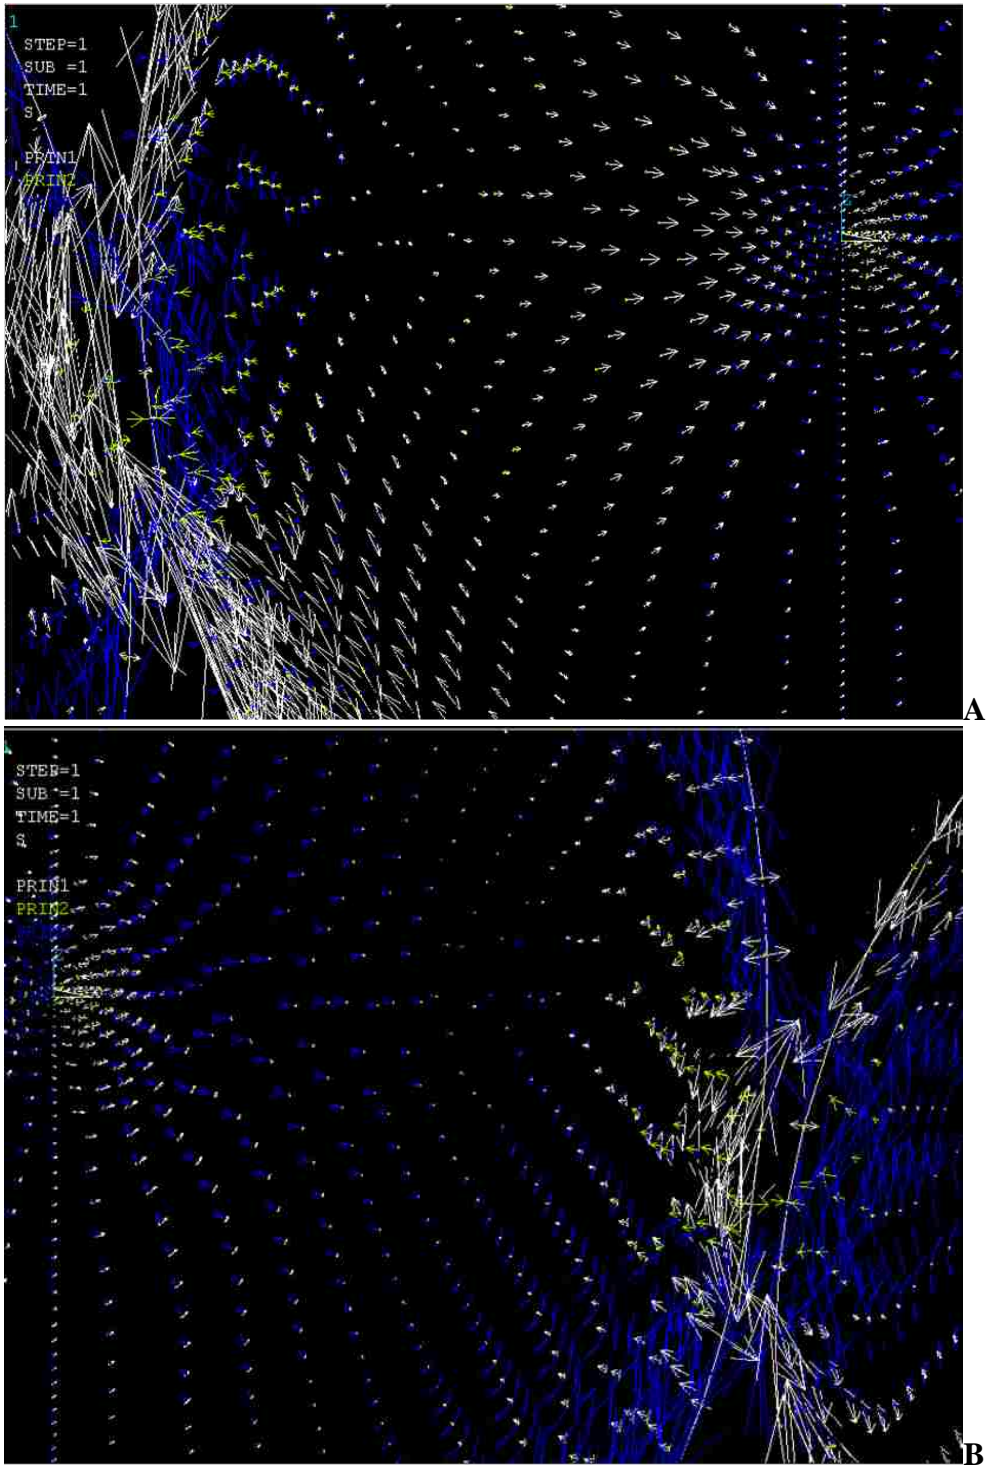 1
STEP=1
SUB =1
TIME=1
S
PRIN1
PRIN2
A
STEP=1
SUB =1
TIME=1
S
PRIN1
PRIN2
B